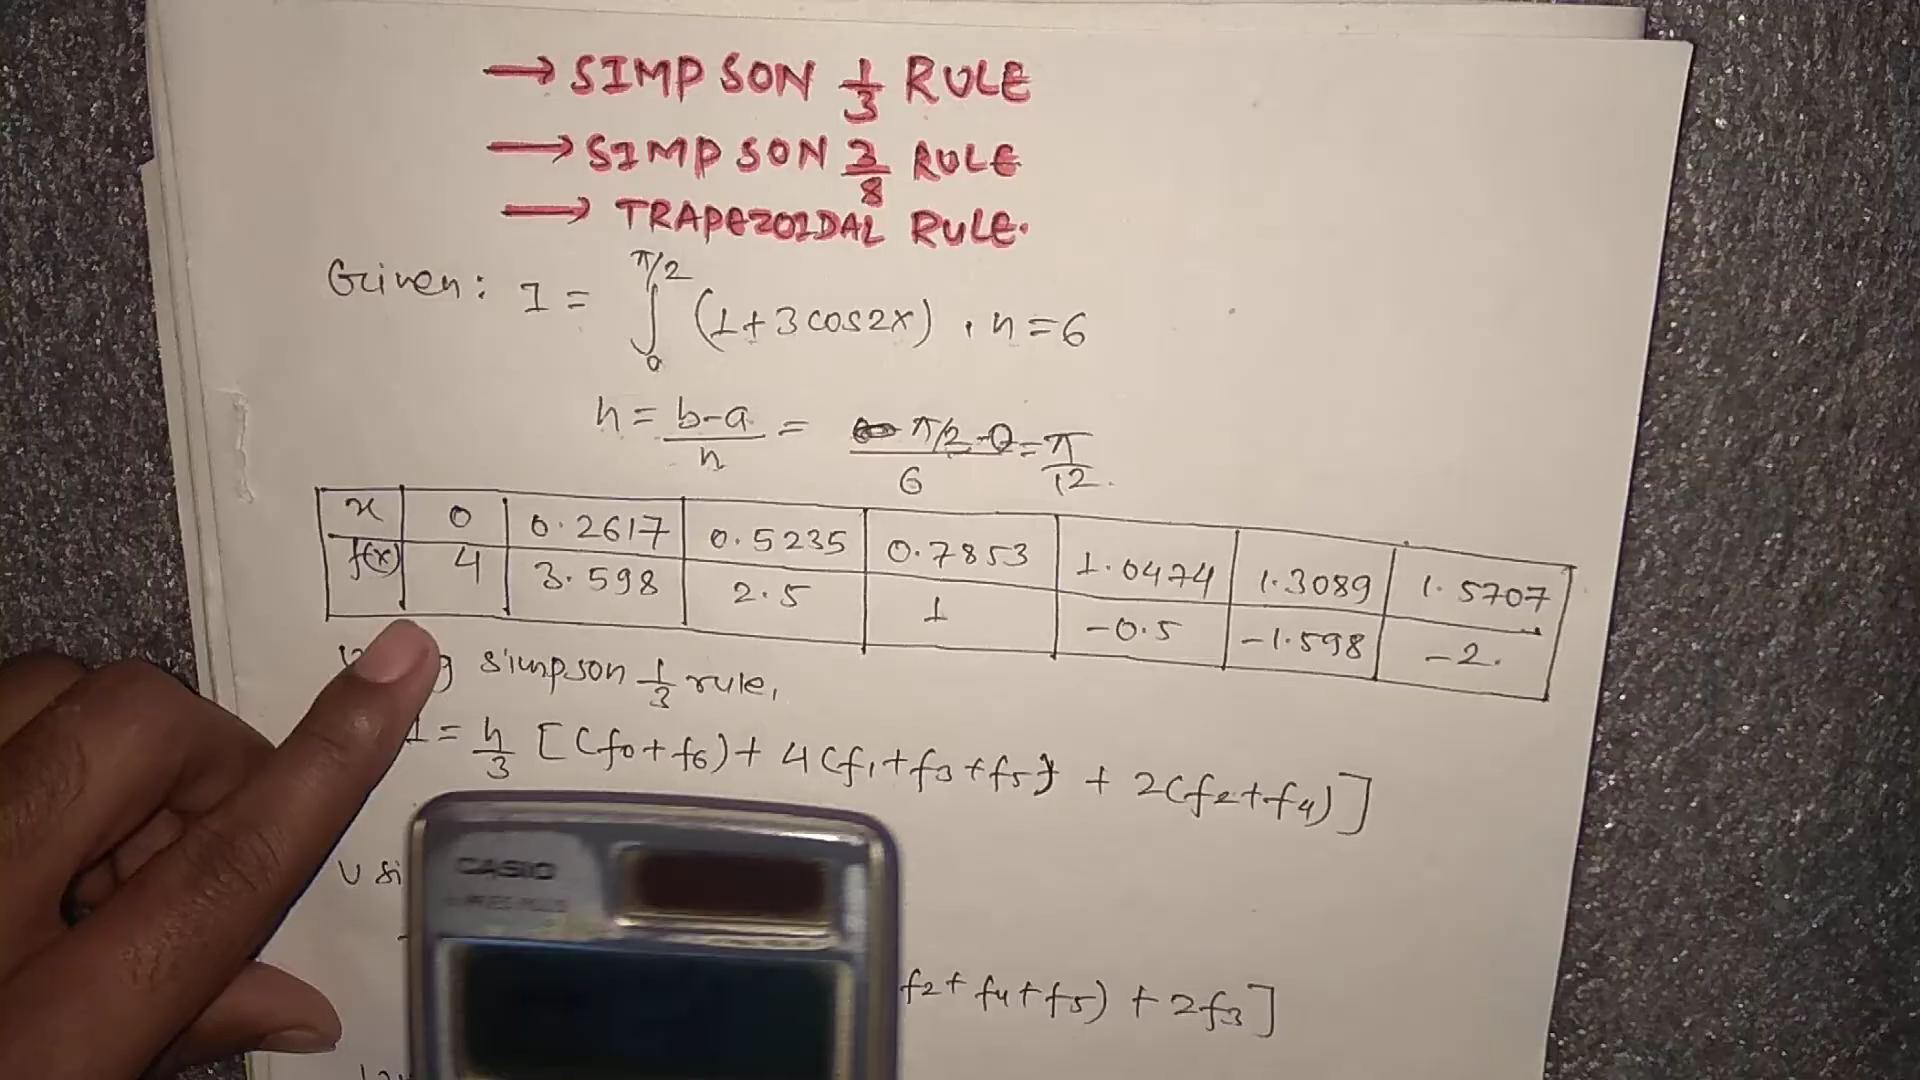 → SIMPSON 1/3 RULE
→ SIMPSON 3/8 RULE
→ TRAPEZOIDAL RULE.
Given: I = ∫₀^π/2 (1+3cos2x), n=6
h = b-a/n = π/2-0/6 = π/12.
x 0 0.2617 0.5235 0.7853 1.0474 1.3089 1.5707
f(x) 4 3.598 2.5 1 -0.5 -1.598 -2.
simpson 1/3 rule,
I = h/3 [(f0+f6)+ 4(f1+f3+f5) + 2(f2+f4)]
CASIO
f2+f4+f5) + 2f3]